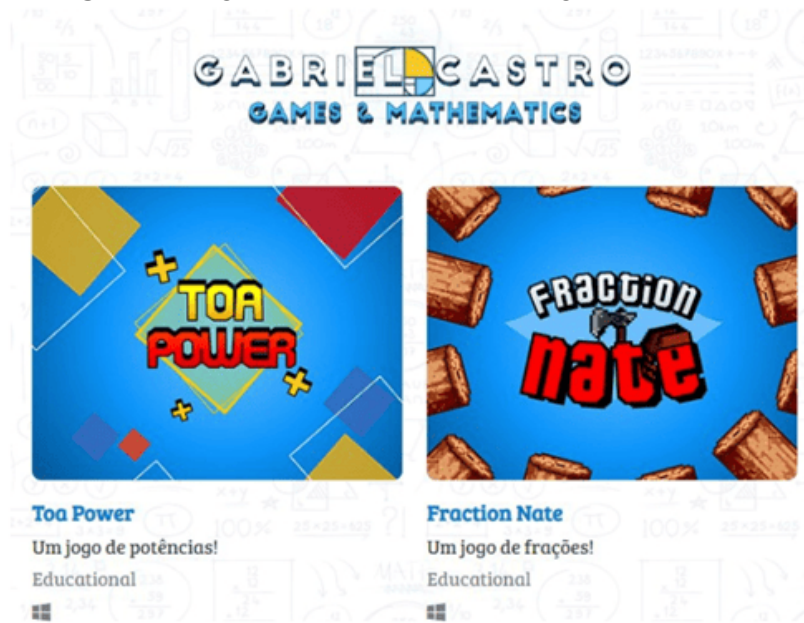 GABRIEL CASTRO
GAMES & MATHEMATICS
TOA
POWER
FRACTION
NATE
Toa Power
Fraction Nate
Um jogo de potências!
Um jogo de frações!
Educational
Educational